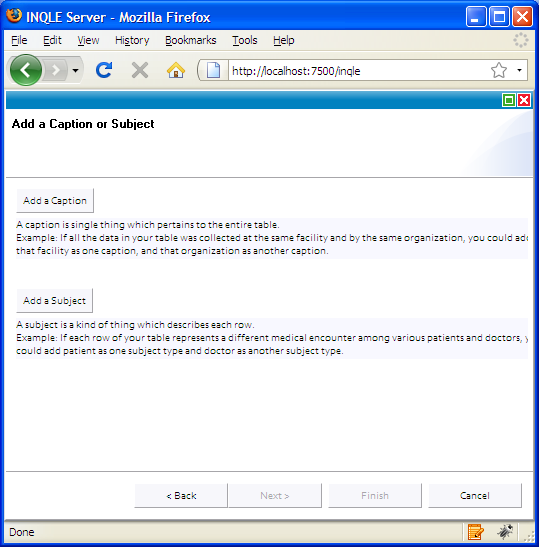 INQLE Server - Mozilla Firefox
File Edit View History Bookmarks Tools Help
http://localhost:7500/inqle
Add a Caption or Subject
Add a Caption
A caption is single thing which pertains to the entire table.
Example: If all the data in your table was collected at the same facility and by the same organization, you could add
that facility as one caption, and that organization as another caption.
Add a Subject
A subject is a kind of thing which describes each row.
Example: If each row of your table represents a different medical encounter among various patients and doctors,
could add patient as one subject type and doctor as another subject type.
< Back Next > Finish Cancel
Done